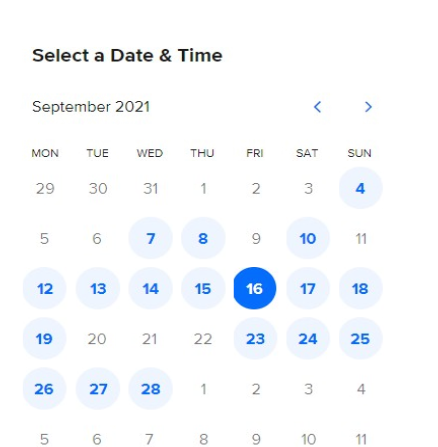 Select a Date & Time
September 2021
MON TUE WED THU FRI SAT SUN
29 30 31 1 2 3 4
5 6 7 8 9 10 11
12 13 14 15 16 17 18
19 20 21 22 23 24 25
26 27 28 1 2 3 4
5 6 7 8 9 10 11